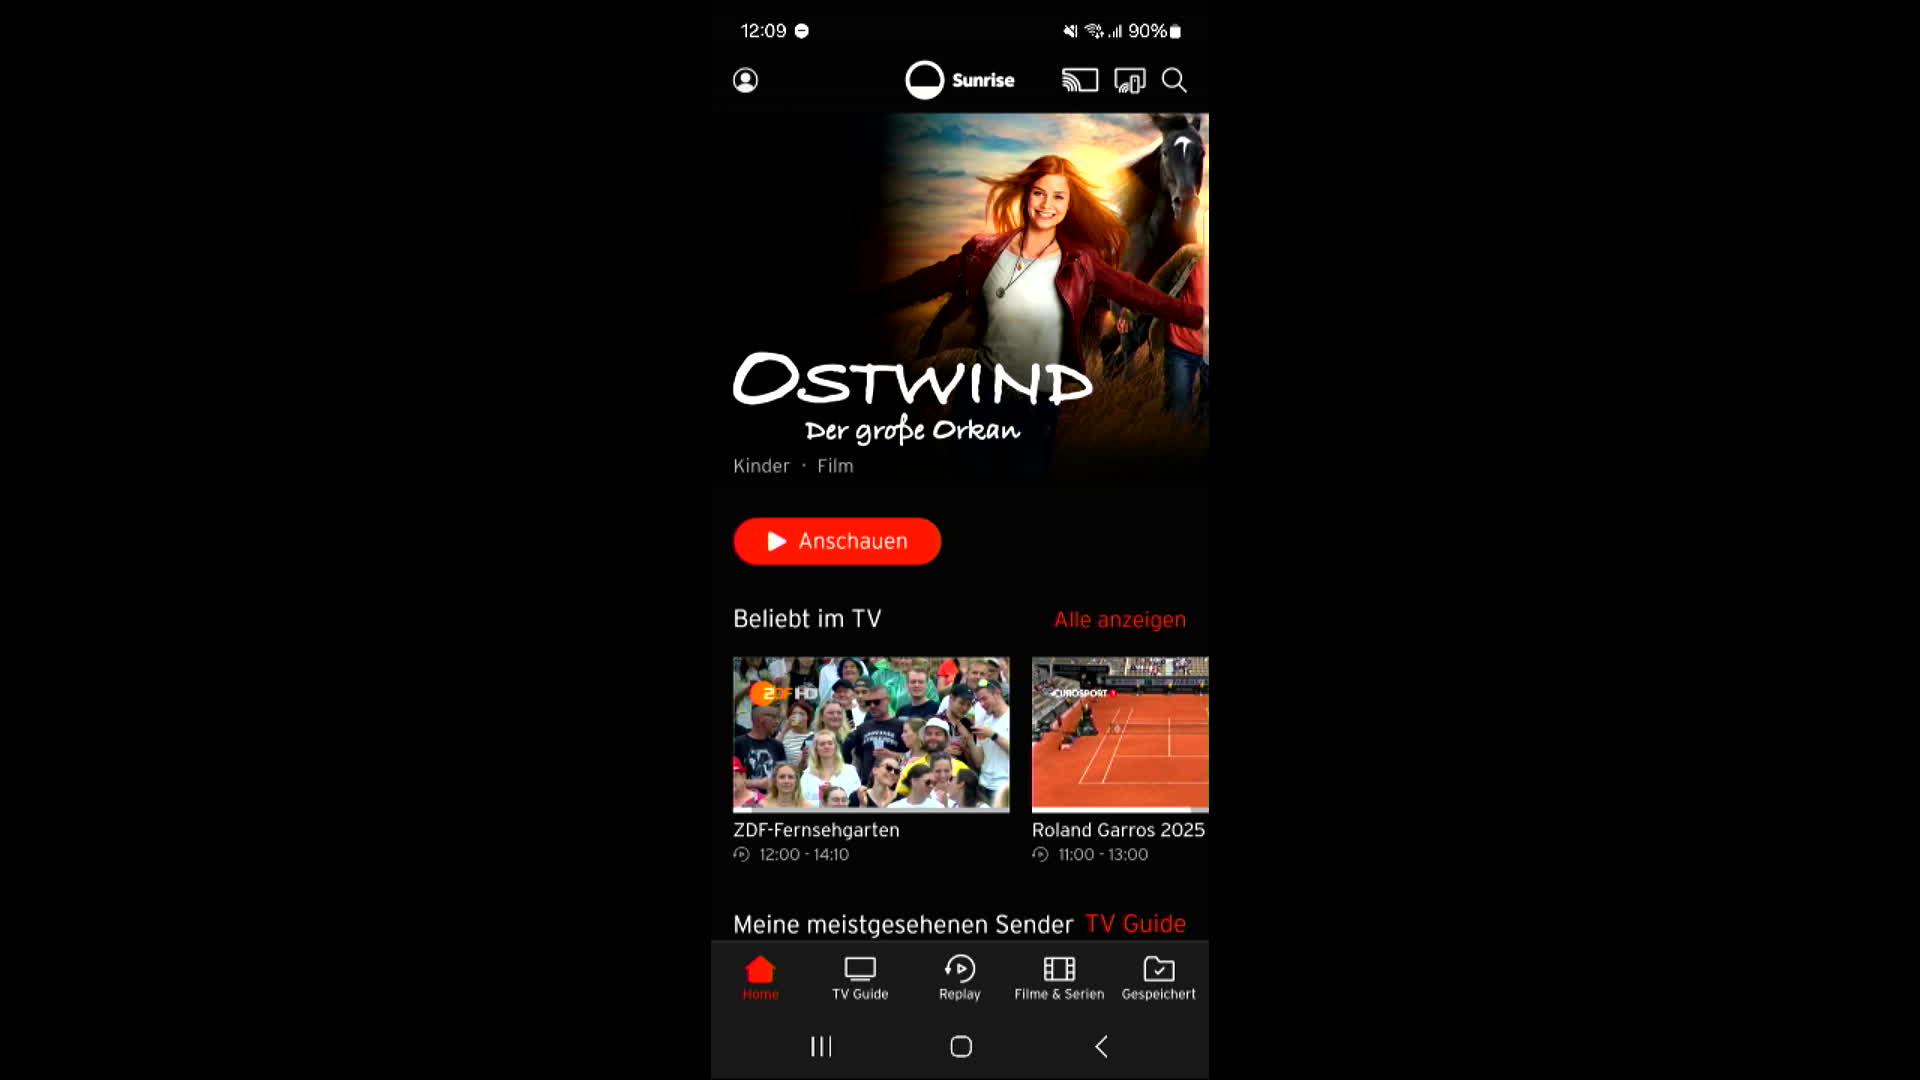 12:09
90%
Sunrise
OSTWIND
Der große Orkan
Kinder · Film
Anschauen
Beliebt im TV
Alle anzeigen
ZDF HD
EUROSPORT 1
ZDF-Fernsehgarten
Roland Garros 2025
12:00 - 14:10
11:00 - 13:00
Meine meistgesehenen Sender
TV Guide
Home
TV Guide
Replay
Filme & Serien
Gespeichert